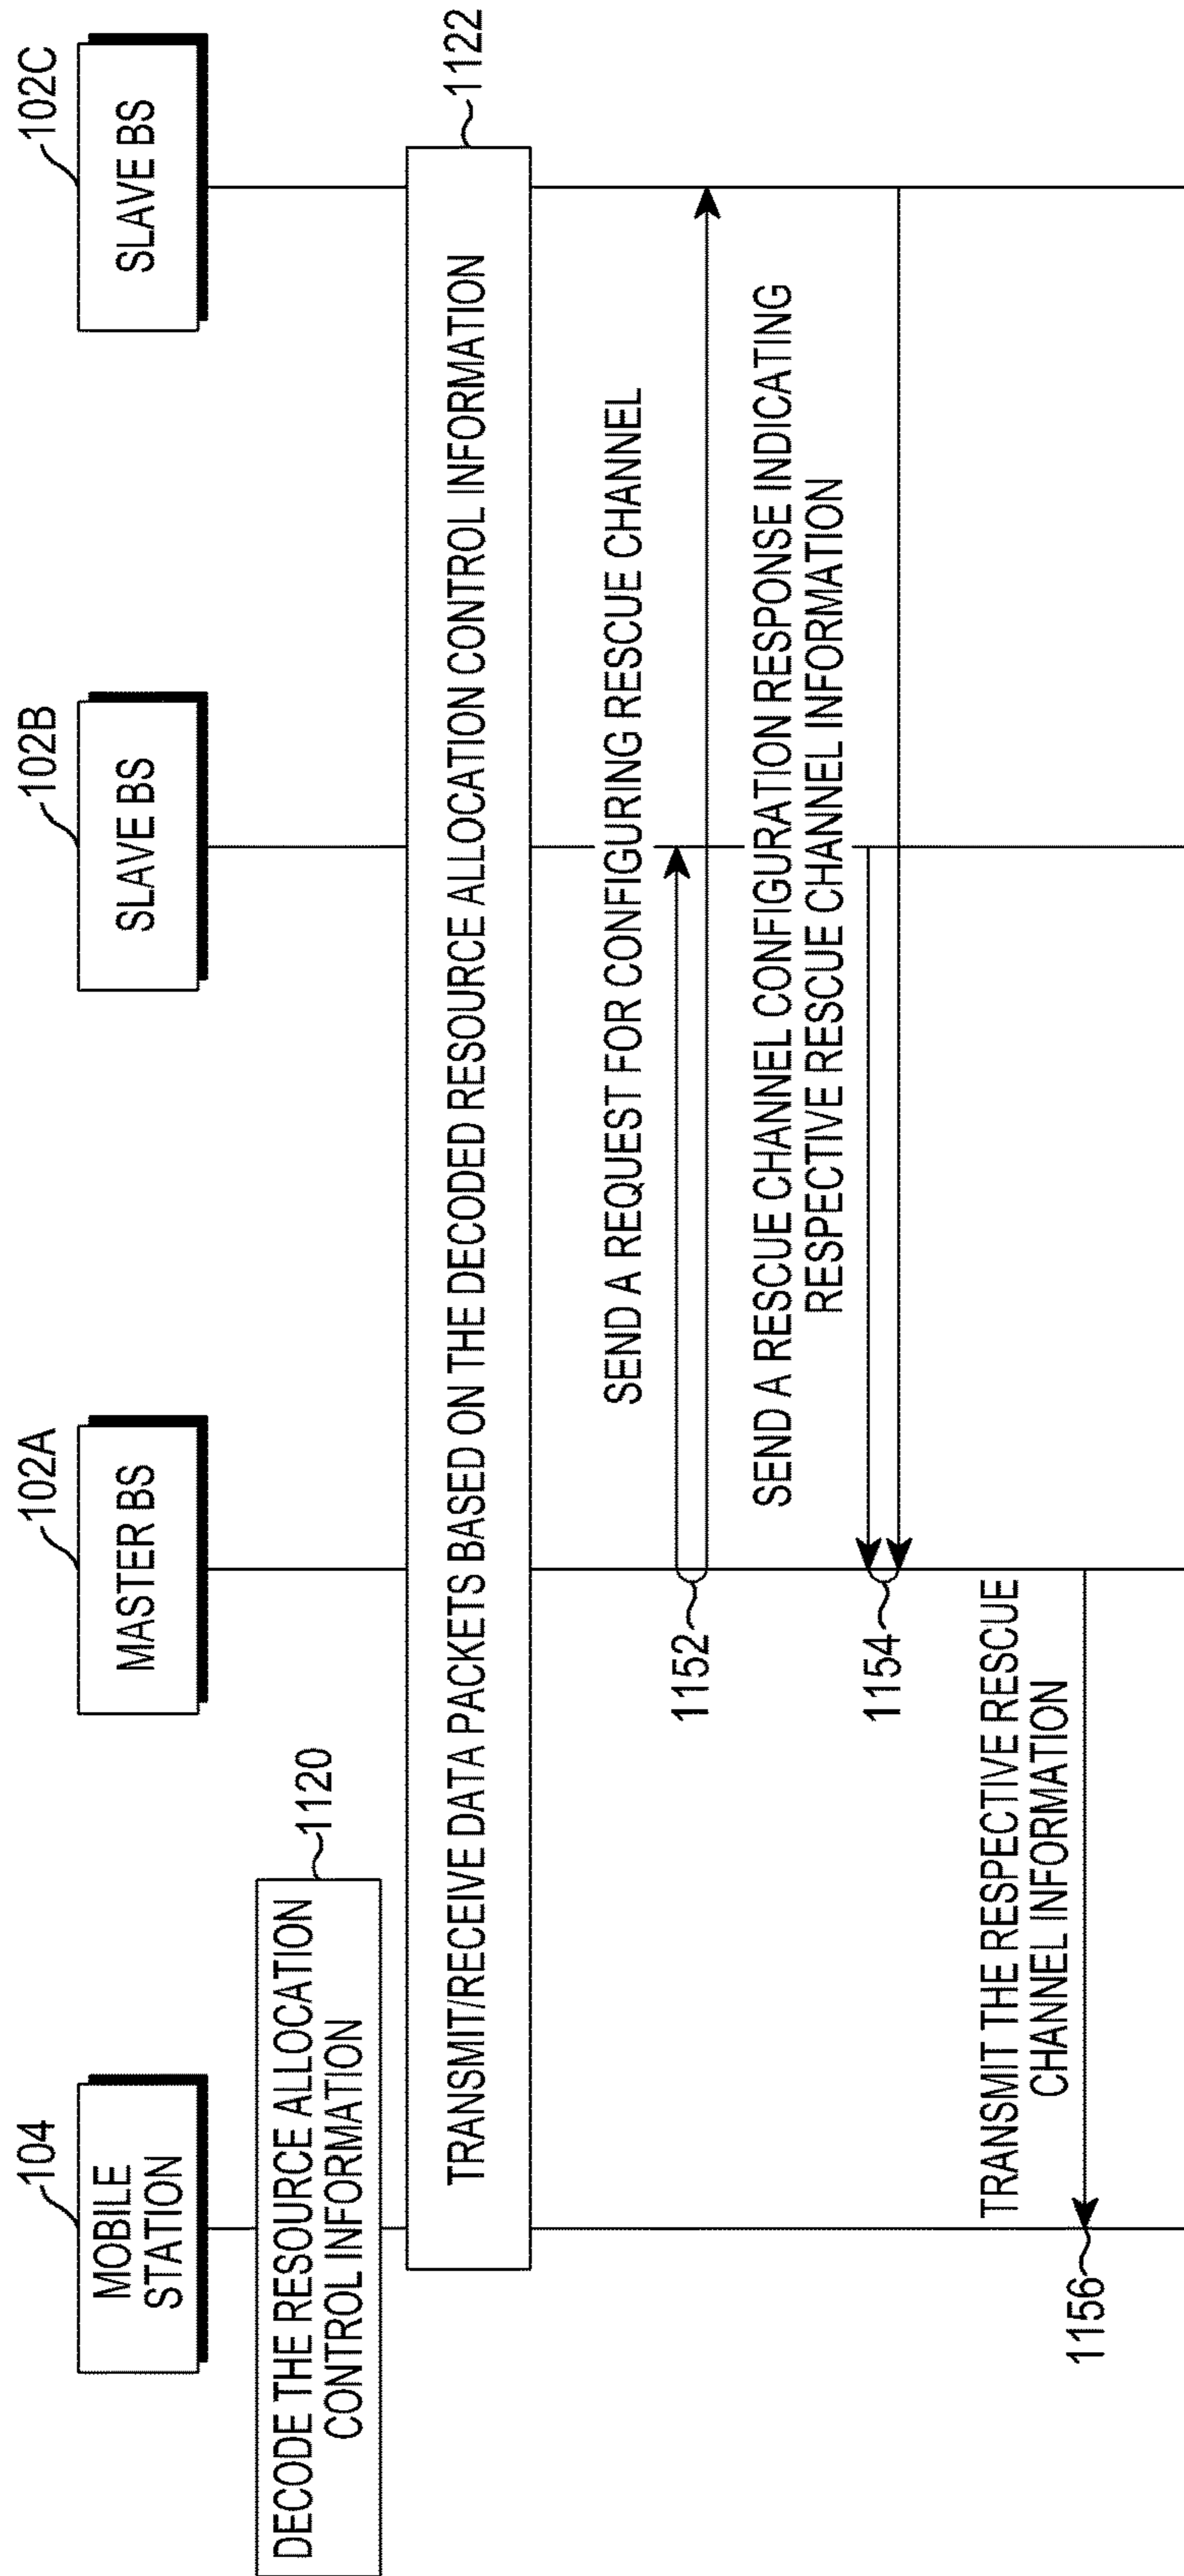 104
MOBILE
STATION
102A
MASTER BS
102B
SLAVE BS
102C
SLAVE BS
DECODE THE RESOURCE ALLOCATION
CONTROL INFORMATION
1120
TRANSMIT/RECEIVE DATA PACKETS BASED ON THE DECODED RESOURCE ALLOCATION CONTROL INFORMATION
1122
SEND A REQUEST FOR CONFIGURING RESCUE CHANNEL
1152
SEND A RESCUE CHANNEL CONFIGURATION RESPONSE INDICATING
RESPECTIVE RESCUE CHANNEL INFORMATION
1154
TRANSMIT THE RESPECTIVE RESCUE
CHANNEL INFORMATION
1156